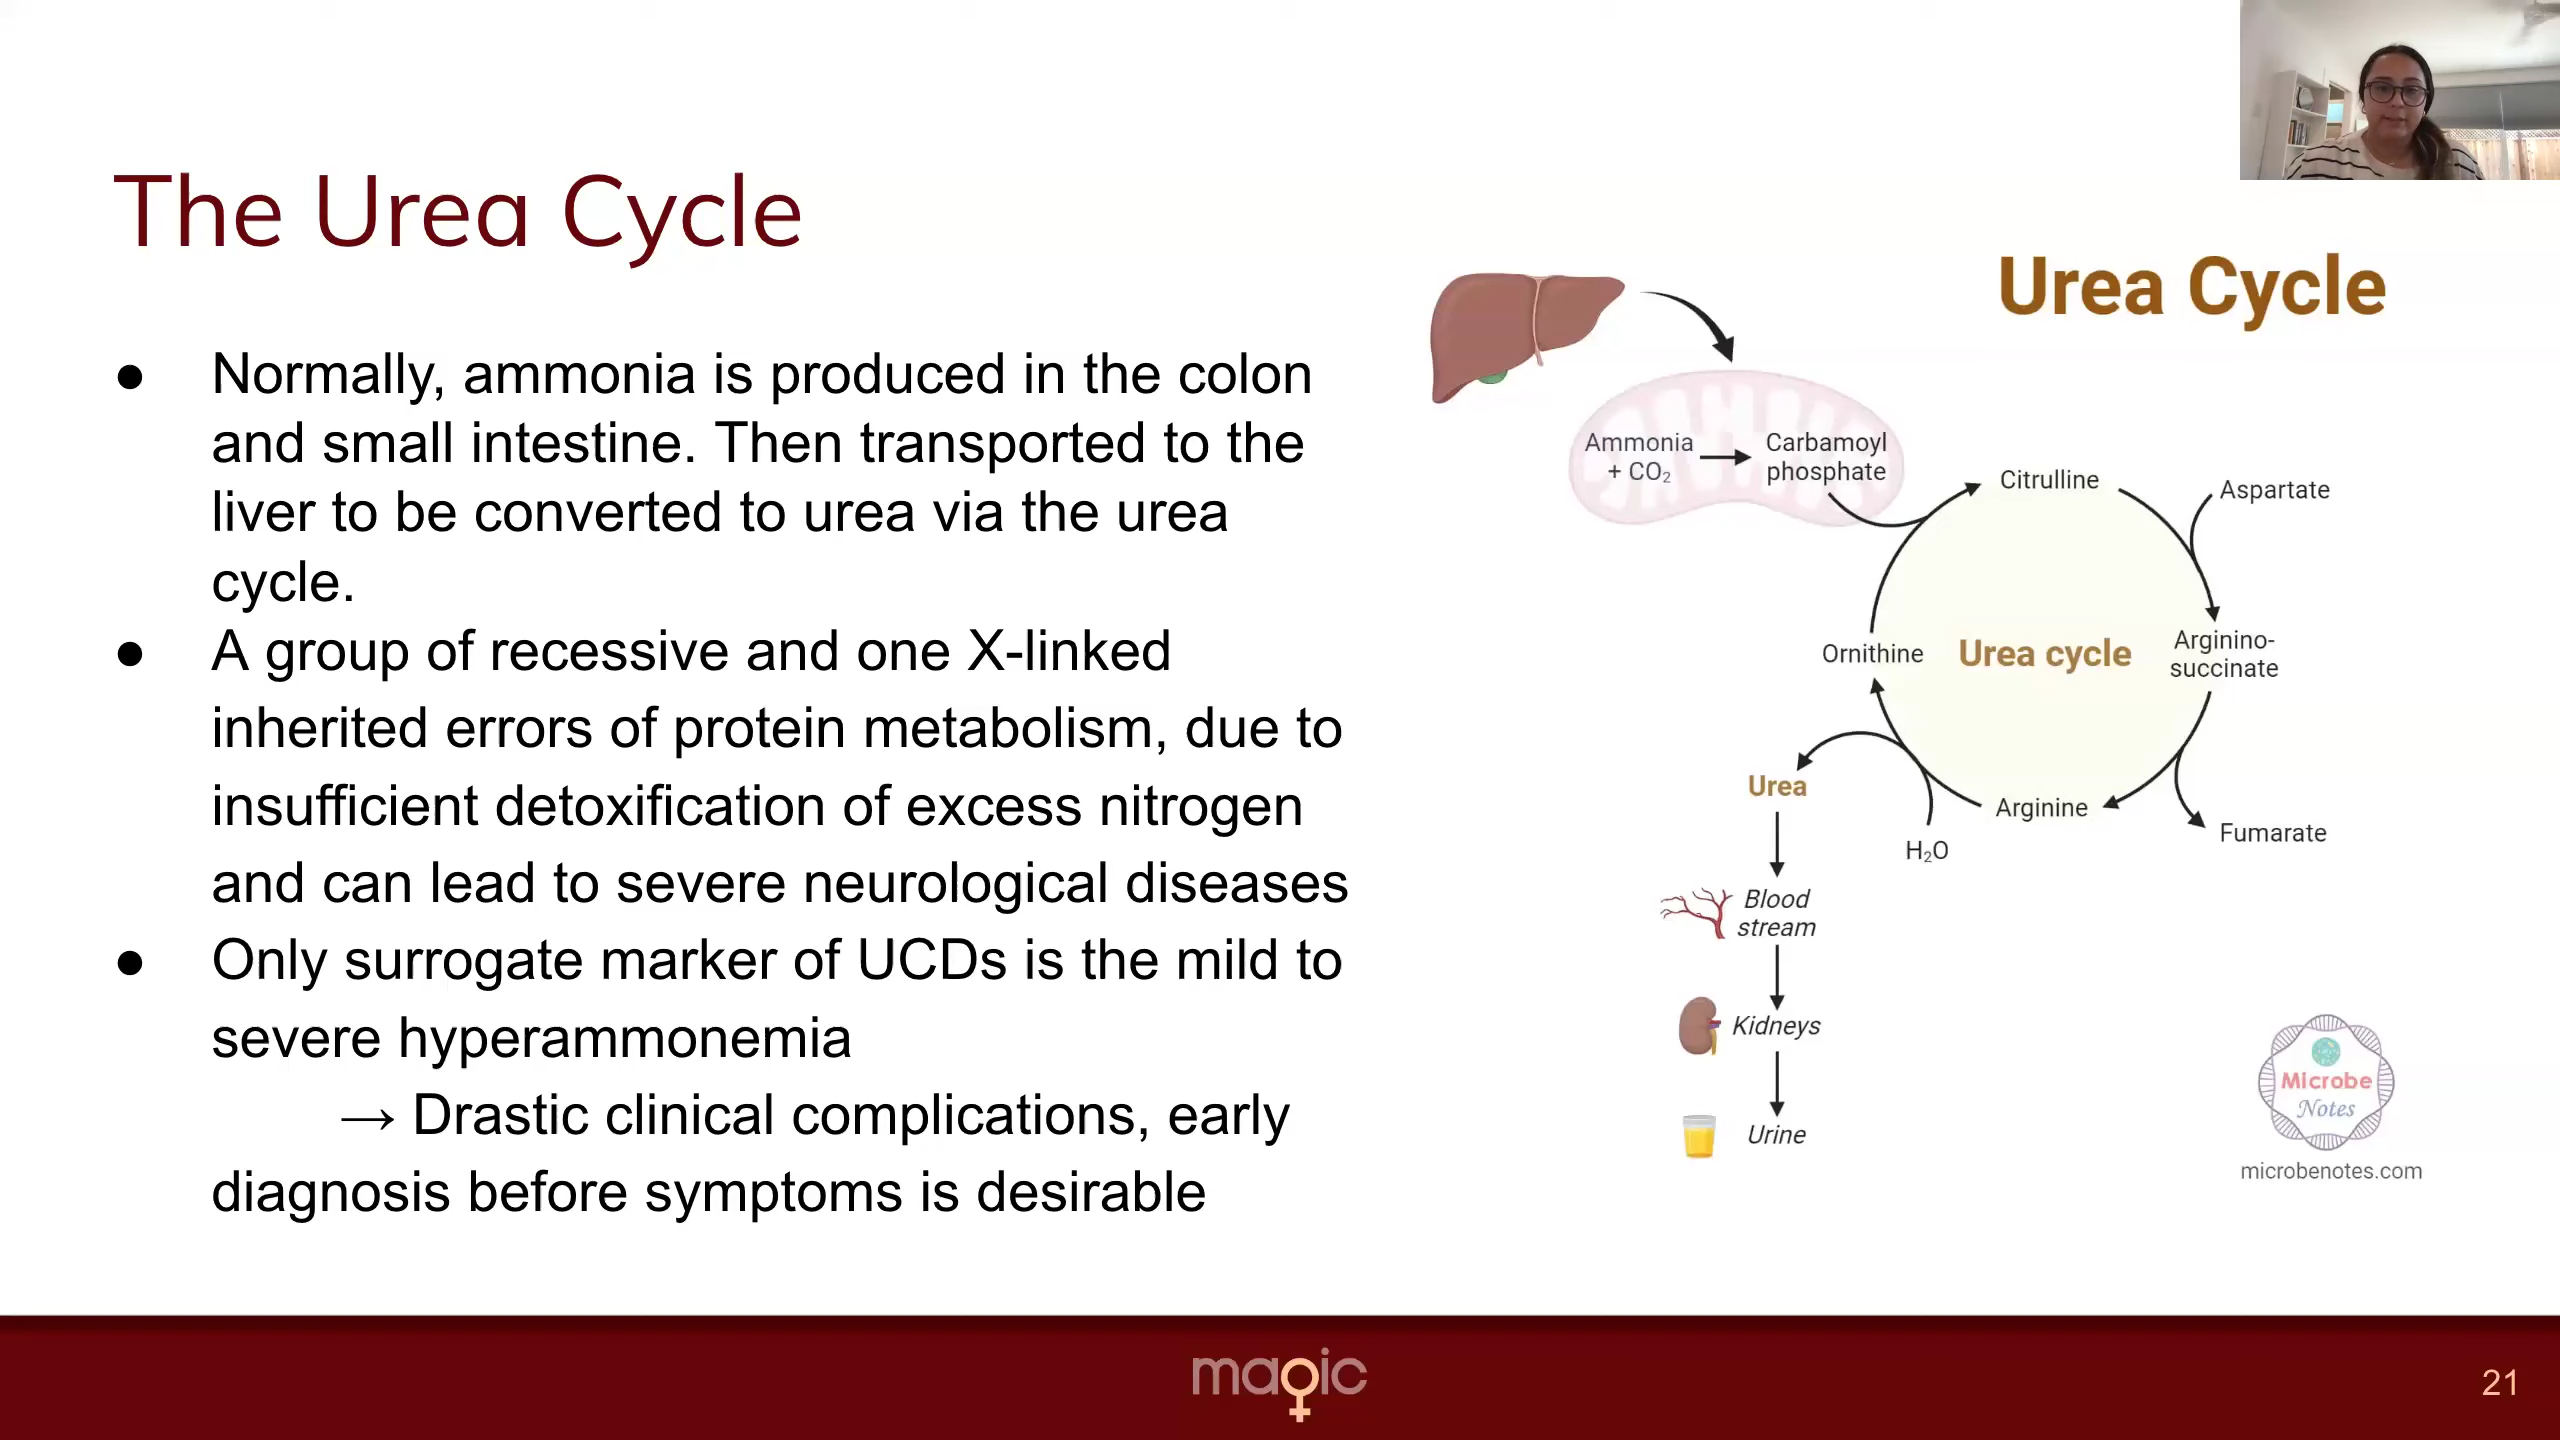 The Urea Cycle
● Normally, ammonia is produced in the colon
and small intestine. Then transported to the
liver to be converted to urea via the urea
cycle.
● A group of recessive and one X-linked
inherited errors of protein metabolism, due to
insufficient detoxification of excess nitrogen
and can lead to severe neurological diseases
● Only surrogate marker of UCDs is the mild to
severe hyperammonemia
→ Drastic clinical complications, early
diagnosis before symptoms is desirable
Urea Cycle
Ammonia
+ CO₂
Carbamoyl
phosphate
Citrulline
Aspartate
Ornithine
Urea cycle
Arginino-
succinate
Urea
Arginine
Fumarate
H₂O
Blood
stream
Kidneys
Urine
Microbe
Notes
microbenotes.com
magic
21